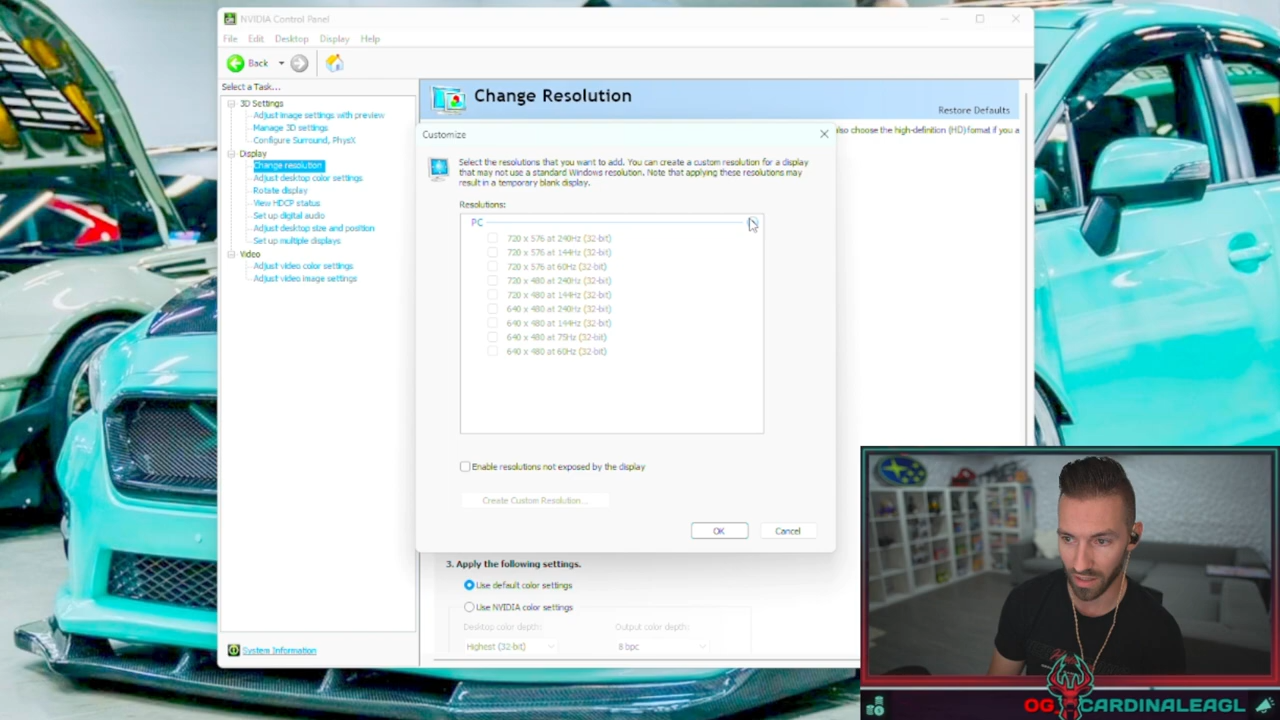 NVIDIA Control Panel
File Edit Desktop Display Help
Back
Select a Task...
3D Settings
Adjust image settings with preview
Manage 3D settings
Configure Surround, PhysX
Display
Change resolution
Adjust desktop color settings
Rotate display
View HDCP status
Set up digital audio
Adjust desktop size and position
Set up multiple displays
Video
Adjust video color settings
Adjust video image settings
System Information
Change Resolution
Restore Defaults
also choose the high-definition (HD) format if you a
Customize
Select the resolutions that you want to add. You can create a custom resolution for a display
that may not use a standard Windows resolution. Note that applying these resolutions may
result in a temporary blank display.
Resolutions:
PC
720 x 576 at 240Hz (32-bit)
720 x 576 at 144Hz (32-bit)
720 x 576 at 60Hz (32-bit)
720 x 480 at 240Hz (32-bit)
720 x 480 at 144Hz (32-bit)
640 x 480 at 240Hz (32-bit)
640 x 480 at 144Hz (32-bit)
640 x 480 at 75Hz (32-bit)
640 x 480 at 60Hz (32-bit)
Enable resolutions not exposed by the display
Create Custom Resolution...
OK Cancel
3. Apply the following settings.
Use default color settings
Use NVIDIA color settings
Desktop color depth: Output color depth:
Highest (32-bit) 8 bpc
OG CARDINALEAGL